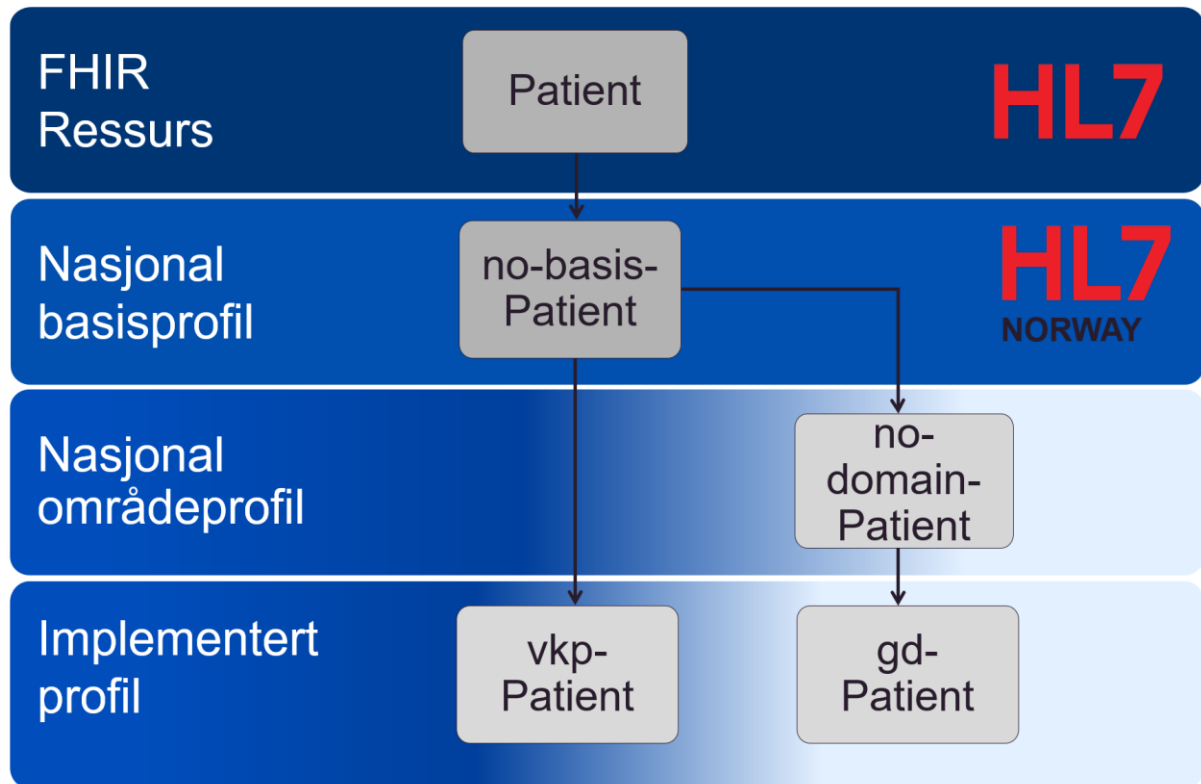 FHIR
Ressurs
Patient
HL7
Nasjonal
basisprofil
no-basis-
Patient
HL7
NORWAY
Nasjonal
områdeprofil
no-
domain-
Patient
Implementert
profil
vkp-
Patient
gd-
Patient